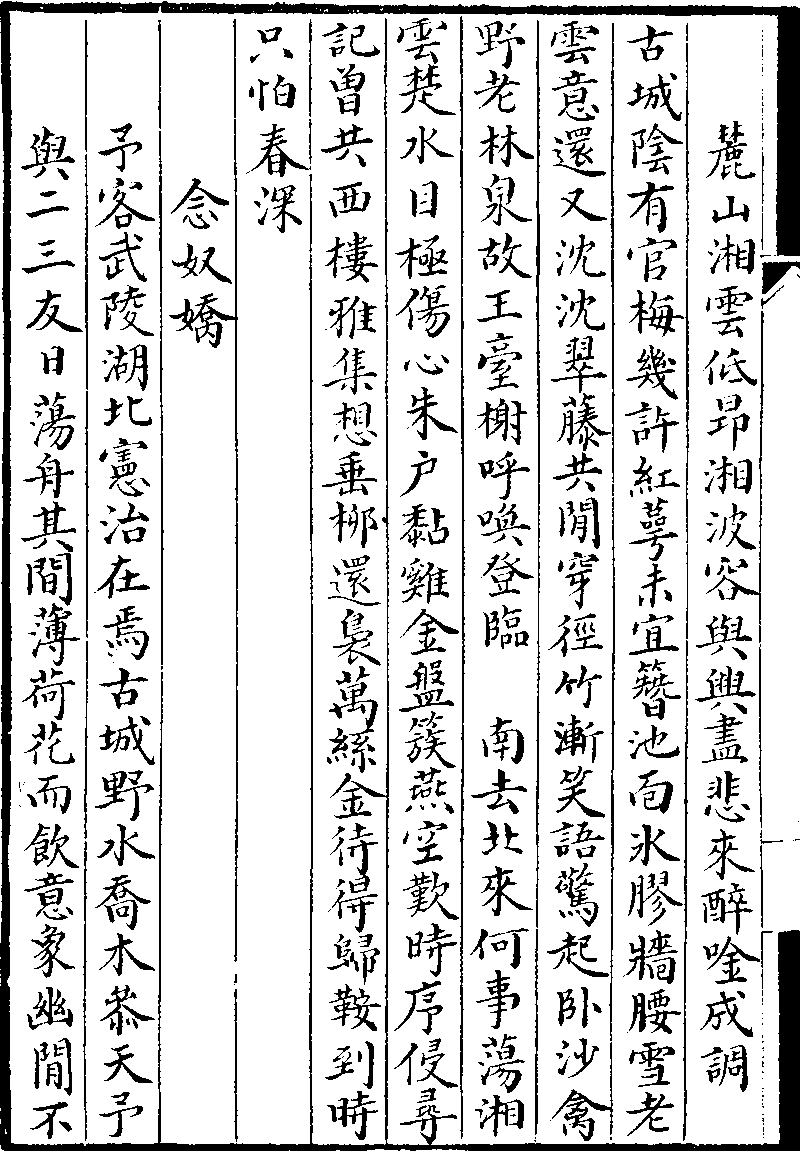 麓山湘雲低昂湘波容與興盡悲來醉唫成調
古城陰有官梅幾許紅萼未宜簪池面氷膠牆腰雪老
雲意還又沈沈翠藤共閒穿徑竹漸笑語驚起卧沙禽
野老林泉故王臺榭呼喚登臨　南去北來何事蕩湘
雲楚水目極傷心朱户黏雞金盤簇燕空歎時序侵尋
記曾共西樓雅集想垂桺還裊萬絲金待得歸鞍到時
只怕春深
念奴嬌
予客武陵湖北憲治在焉古城野水喬木叅天予
與二三友日蕩舟其間薄荷花而飲意象幽閒不